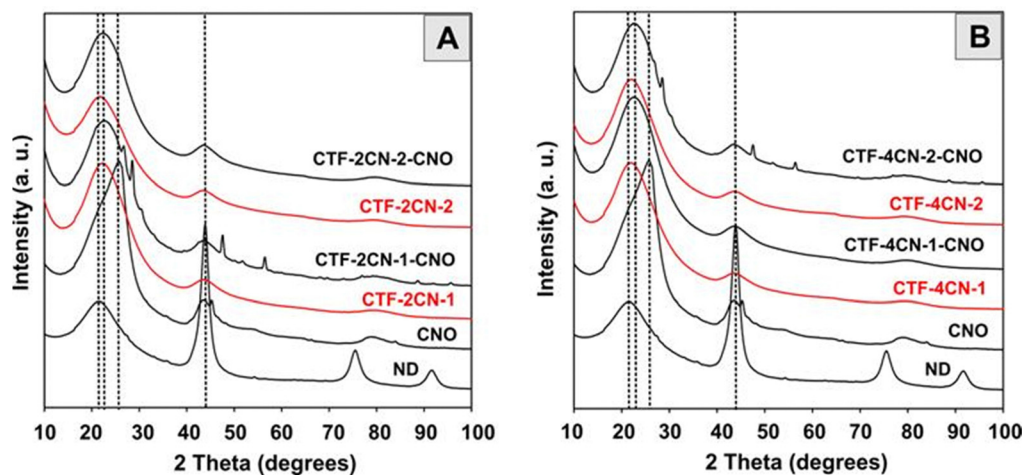 A
Intensity (a. u.)
CTF-2CN-2-CNO
CTF-2CN-2
CTF-2CN-1-CNO
CTF-2CN-1
CNO
ND
10 20 30 40 50 60 70 80 90 100
2 Theta (degrees)
B
Intensity (a. u.)
CTF-4CN-2-CNO
CTF-4CN-2
CTF-4CN-1-CNO
CTF-4CN-1
CNO
ND
10 20 30 40 50 60 70 80 90 100
2 Theta (degrees)